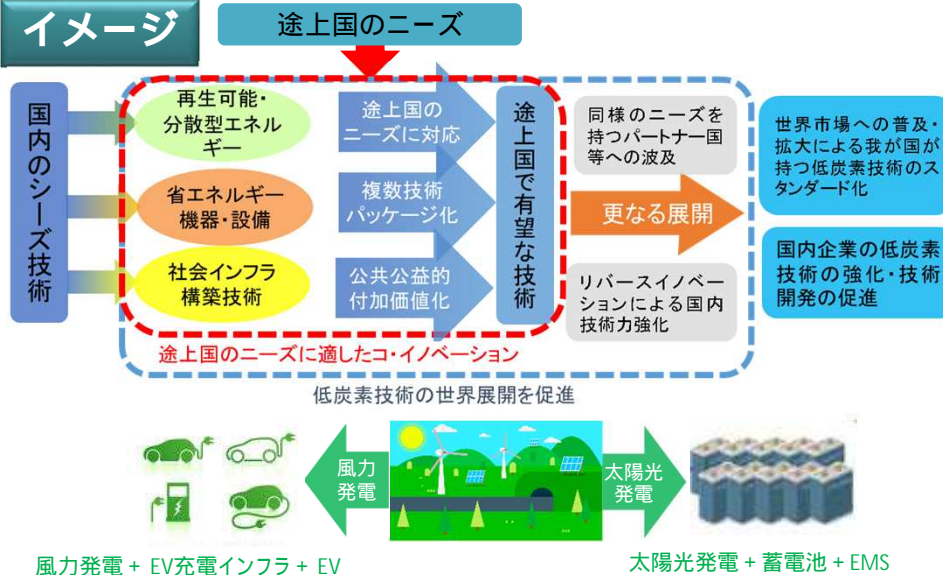 イメージ
途上国のニーズ
国内のシーズ技術
再生可能・
分散型エネル
ギー
省エネルギー
機器・設備
社会インフラ
構築技術
途上国の
ニーズに対応
複数技術
パッケージ化
公共公益的
付加価値化
途上国で有望な技術
同様のニーズを
持つパートナー国
等への波及
更なる展開
リバースイノベー
ションによる国内
技術力強化
世界市場への普及・
拡大による我が国が
持つ低炭素技術のス
タンダード化
国内企業の低炭素
技術の強化・技術
開発の促進
途上国のニーズに適したコ・イノベーション
低炭素技術の世界展開を促進
風力
発電
太陽光
発電
風力発電 + EV充電インフラ + EV
太陽光発電 + 蓄電池 + EMS